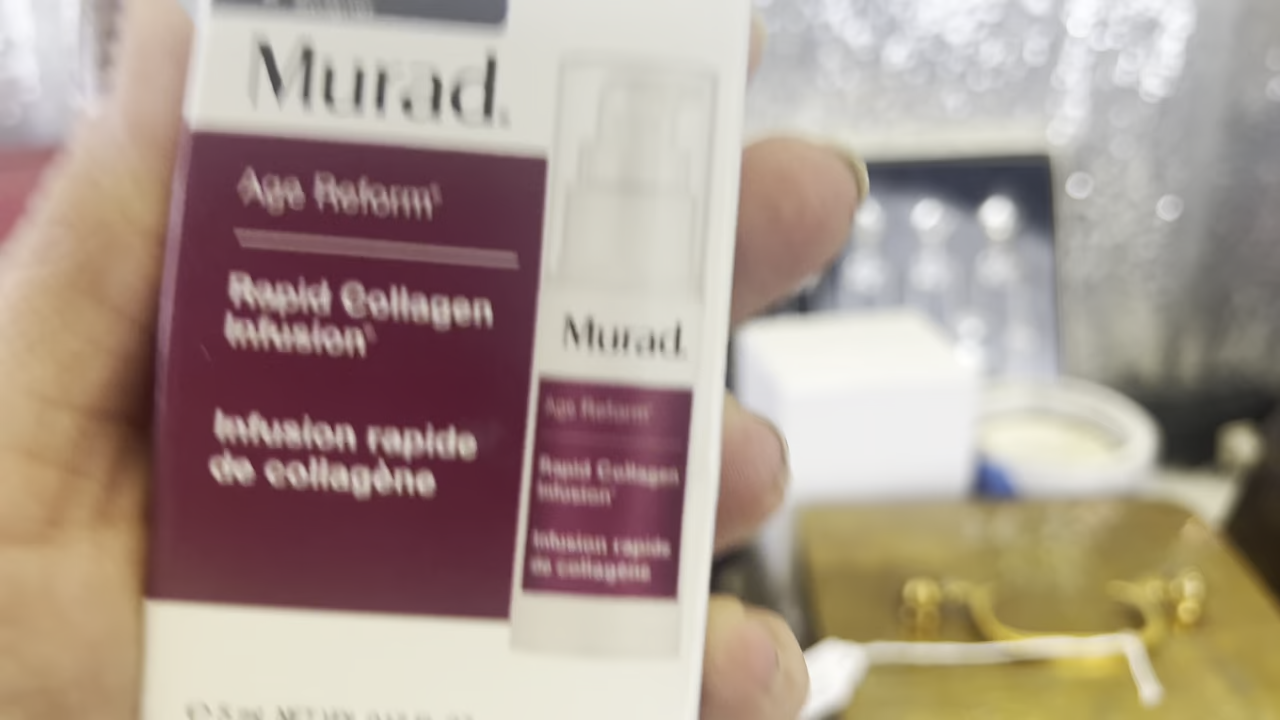 Murad.
Age Reform
Rapid Collagen
Infusion
Infusion rapide
de collagène
Murad.
Age Reform
Rapid Collagen
Infusion
Infusion rapide
de collagène